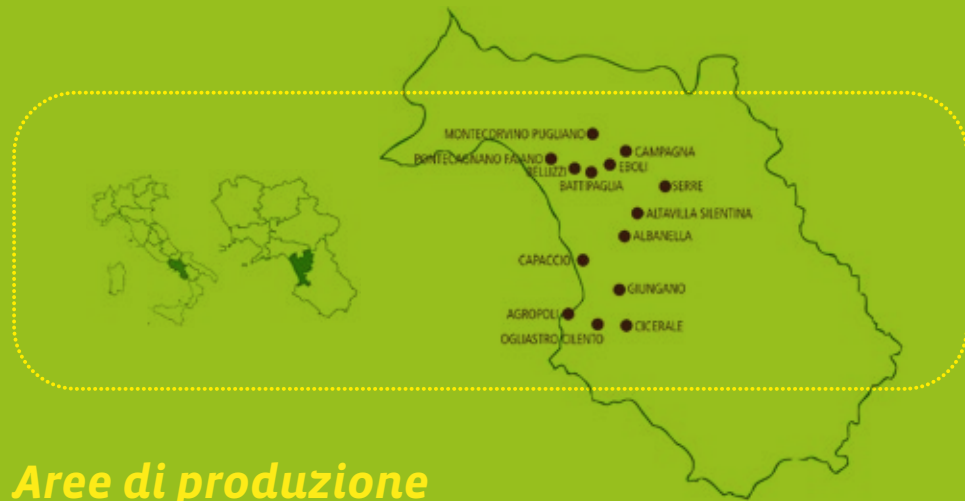 MONTECORVINO PUGLIANO
CAMPAGNA
PONTECAGNANO FAIANO
EBOLI
BELLIZZI
BATTIPAGLIA
SERRE
ALTAVILLA SILENTINA
ALBANELLA
CAPACCIO
GIUNGANO
AGROPOLI
CICERALE
OGLIASTRO CILENTO
Aree di produzione